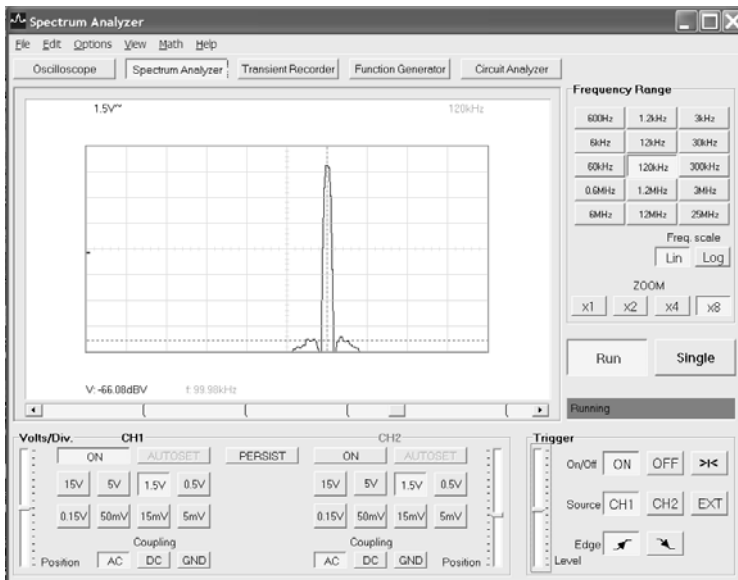 Spectrum Analyzer
File Edit Options View Math Help
Oscilloscope Spectrum Analyzer Transient Recorder Function Generator Circuit Analyzer
1.5V~ 120kHz
V: -66.08dBV f: 99.98kHz
Frequency Range
600Hz 1.2kHz 3kHz
6kHz 12kHz 30kHz
60kHz 120kHz 300kHz
0.6MHz 1.2MHz 3MHz
6MHz 12MHz 25MHz
Freq. scale
Lin Log
ZOOM
x1 x2 x4 x8
Run Single
Running
Volts/Div. CH1 CH2
ON AUTOSET PERSIST ON AUTOSET
15V 5V 1.5V 0.5V 15V 5V 1.5V 0.5V
0.15V 50mV 15mV 5mV 0.15V 50mV 15mV 5mV
Coupling Coupling
Position AC DC GND AC DC GND Position
Trigger
On/Off ON OFF >I<
Source CH1 CH2 EXT
Edge
Level